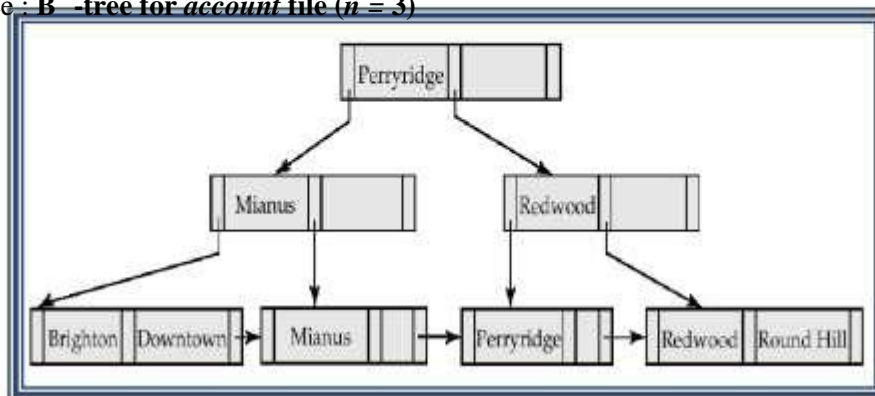 e : B -tree for account file (n = 3)
Perryridge
Mianus Redwood
Brighton Downtown Mianus Perryridge Redwood Round Hill